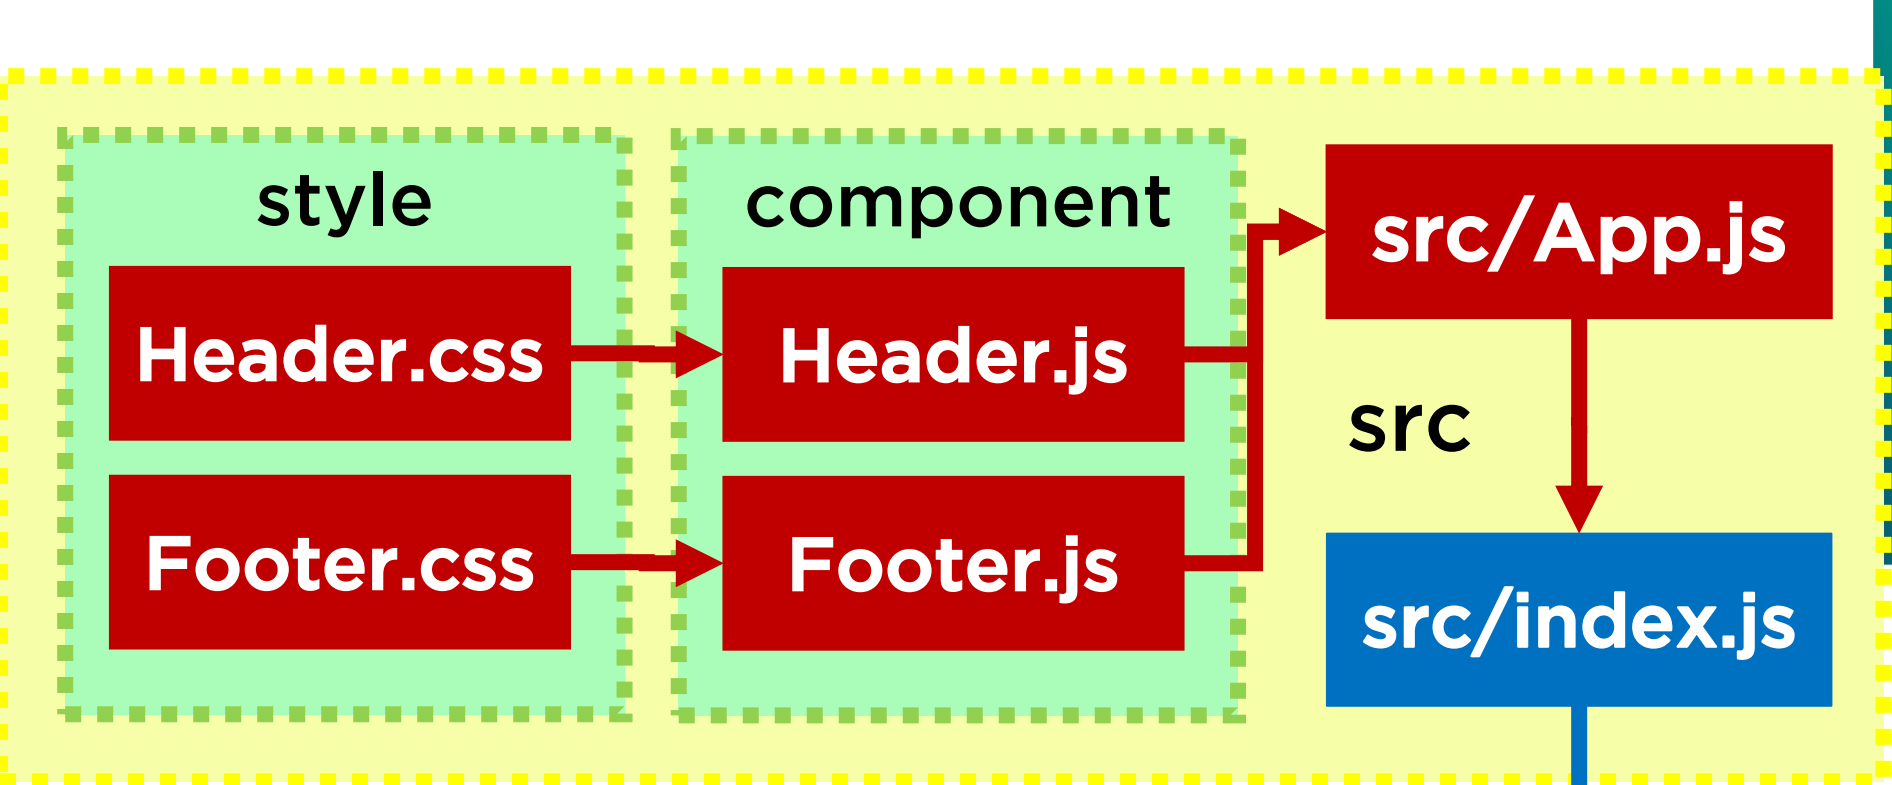 style
Header.css
Footer.css
component
Header.js
Footer.js
src/App.js
src
src/index.js